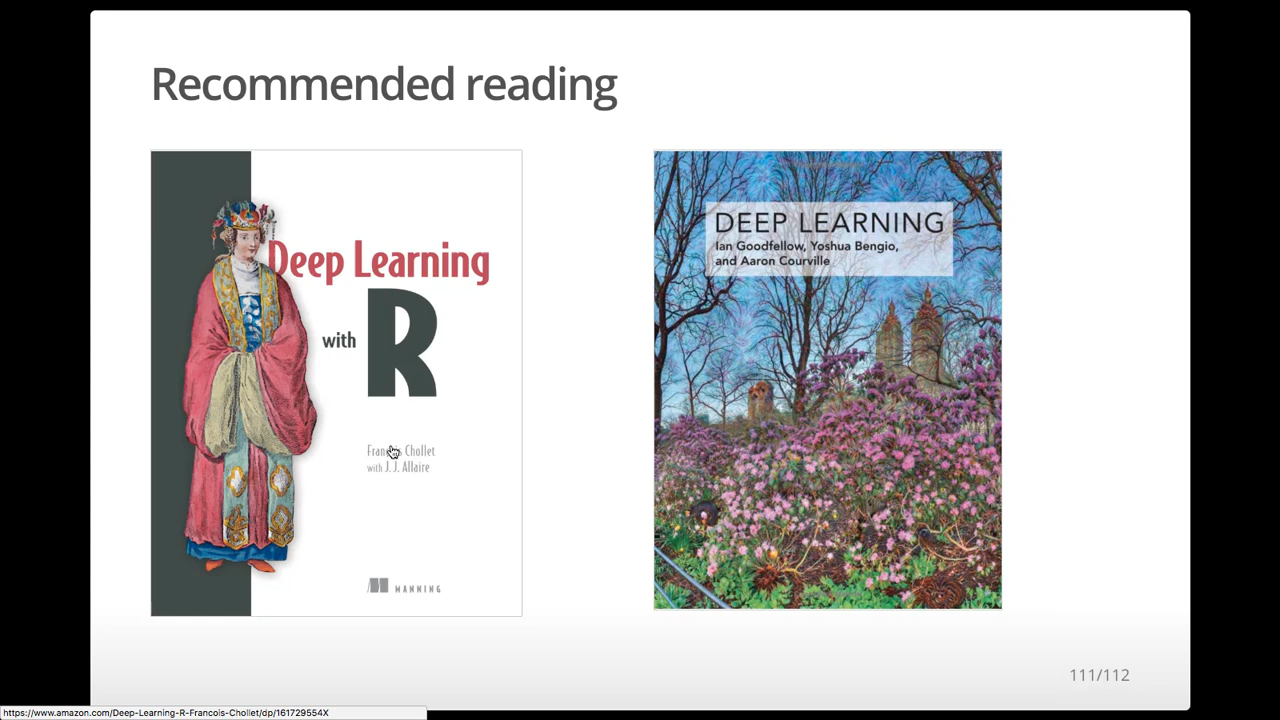 Recommended reading
Deep Learning
with R
François Chollet
with J. J. Allaire
MANNING
DEEP LEARNING
Ian Goodfellow, Yoshua Bengio,
and Aaron Courville
111/112
https://www.amazon.com/Deep-Learning-R-Francois-Chollet/dp/161729554X